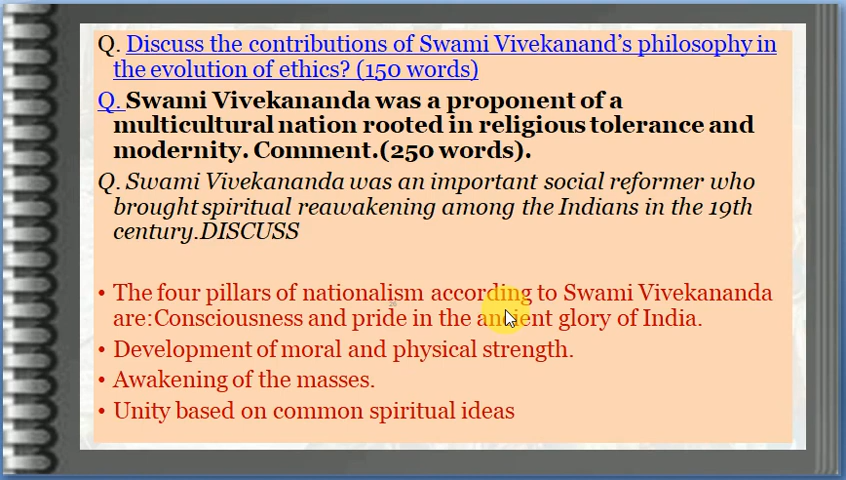 Q. Discuss the contributions of Swami Vivekanand's philosophy in
the evolution of ethics? (150 words)
Q. Swami Vivekananda was a proponent of a
multicultural nation rooted in religious tolerance and
modernity. Comment.(250 words).
Q. Swami Vivekananda was an important social reformer who
brought spiritual reawakening among the Indians in the 19th
century.DISCUSS
• The four pillars of nationalism according to Swami Vivekananda
are:Consciousness and pride in the ancient glory of India.
• Development of moral and physical strength.
• Awakening of the masses.
• Unity based on common spiritual ideas